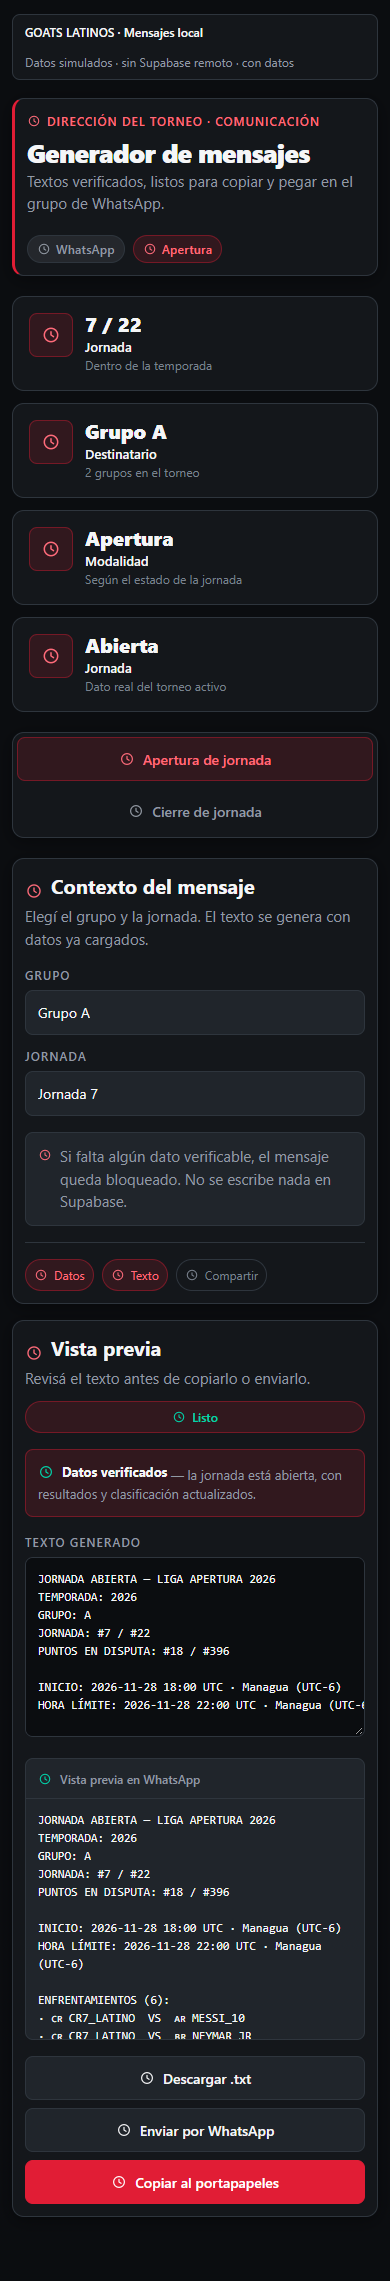 GOATS LATINOS · Mensajes local
Datos simulados · sin Supabase remoto · con datos
DIRECCIÓN DEL TORNEO · COMUNICACIÓN
Generador de mensajes
Textos verificados, listos para copiar y pegar en el
grupo de WhatsApp.
WhatsApp
Apertura
7 / 22
Jornada
Dentro de la temporada
Grupo A
Destinatario
2 grupos en el torneo
Apertura
Modalidad
Según el estado de la jornada
Abierta
Jornada
Dato real del torneo activo
Apertura de jornada
Cierre de jornada
Contexto del mensaje
Elegí el grupo y la jornada. El texto se genera con
datos ya cargados.
GRUPO
Grupo A
JORNADA
Jornada 7
Si falta algún dato verificable, el mensaje
queda bloqueado. No se escribe nada en
Supabase.
Datos
Texto
Compartir
Vista previa
Revisá el texto antes de copiarlo o enviarlo.
Listo
Datos verificados — la jornada está abierta, con
resultados y clasificación actualizados.
TEXTO GENERADO
JORNADA ABIERTA — LIGA APERTURA 2026
TEMPORADA: 2026
GRUPO: A
JORNADA: #7 / #22
PUNTOS EN DISPUTA: #18 / #396
INICIO: 2026-11-28 18:00 UTC · Managua (UTC-6)
HORA LÍMITE: 2026-11-28 22:00 UTC · Managua (UTC-6
Vista previa en WhatsApp
JORNADA ABIERTA — LIGA APERTURA 2026
TEMPORADA: 2026
GRUPO: A
JORNADA: #7 / #22
PUNTOS EN DISPUTA: #18 / #396
INICIO: 2026-11-28 18:00 UTC · Managua (UTC-6)
HORA LÍMITE: 2026-11-28 22:00 UTC · Managua
(UTC-6)
ENFRENTAMIENTOS (6):
· CR CR7_LATINO VS AR MESSI_10
· CR CR7_LATINO VS BR NEYMAR_JR
Descargar .txt
Enviar por WhatsApp
Copiar al portapapeles